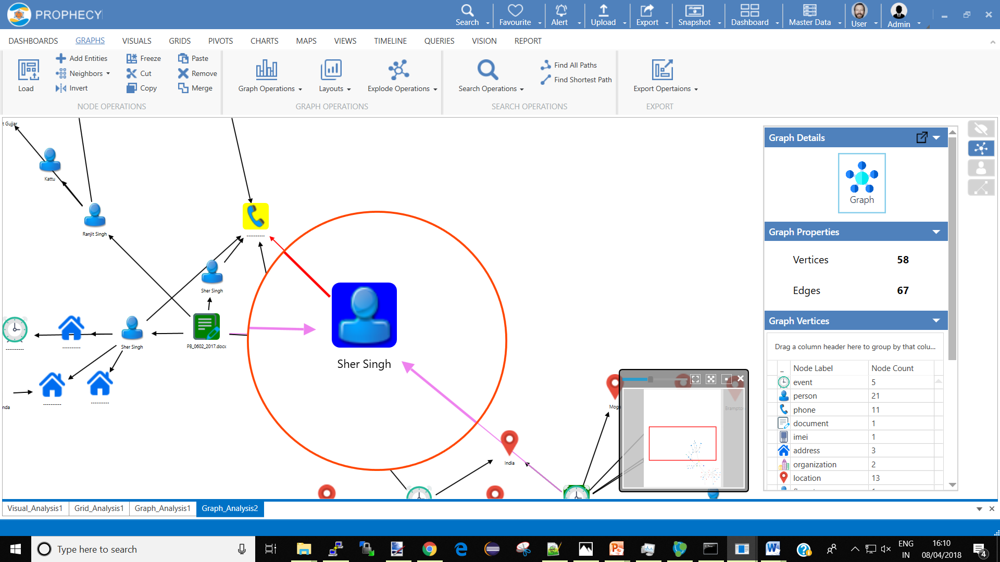 PROPHECY
Search
Favourite
Alert
Upload
Export
Snapshot
Dashboard
Master Data
User
Admin
DASHBOARDS
GRAPHS
VISUALS
GRIDS
PIVOTS
CHARTS
MAPS
VIEWS
TIMELINE
QUERIES
VISION
REPORT
Load
Add Entities
Neighbors
Invert
Freeze
Cut
Copy
Paste
Remove
Merge
NODE OPERATIONS
Graph Operations
Layouts
Explode Operations
GRAPH OPERATIONS
Search Operations
Find All Paths
Find Shortest Path
SEARCH OPERATIONS
Export Opertaions
EXPORT
t Gujjar
Kattu
Ranjit Singh
----------
Sher Singh
----------
----------
Sher Singh
PB_0602_2017.docx
Sher Singh
----------
----------
nda
India
Moga
Brampton
Graph Details
Graph
Graph Properties
Vertices 58
Edges 67
Graph Vertices
Drag a column header here to group by that colu...
_ Node Label Node Count
event 5
person 21
phone 11
document 1
imei 1
address 3
organization 2
location 13
Visual_Analysis1
Grid_Analysis1
Graph_Analysis1
Graph_Analysis2
Type here to search
ENG
IN
16:10
08/04/2018
4